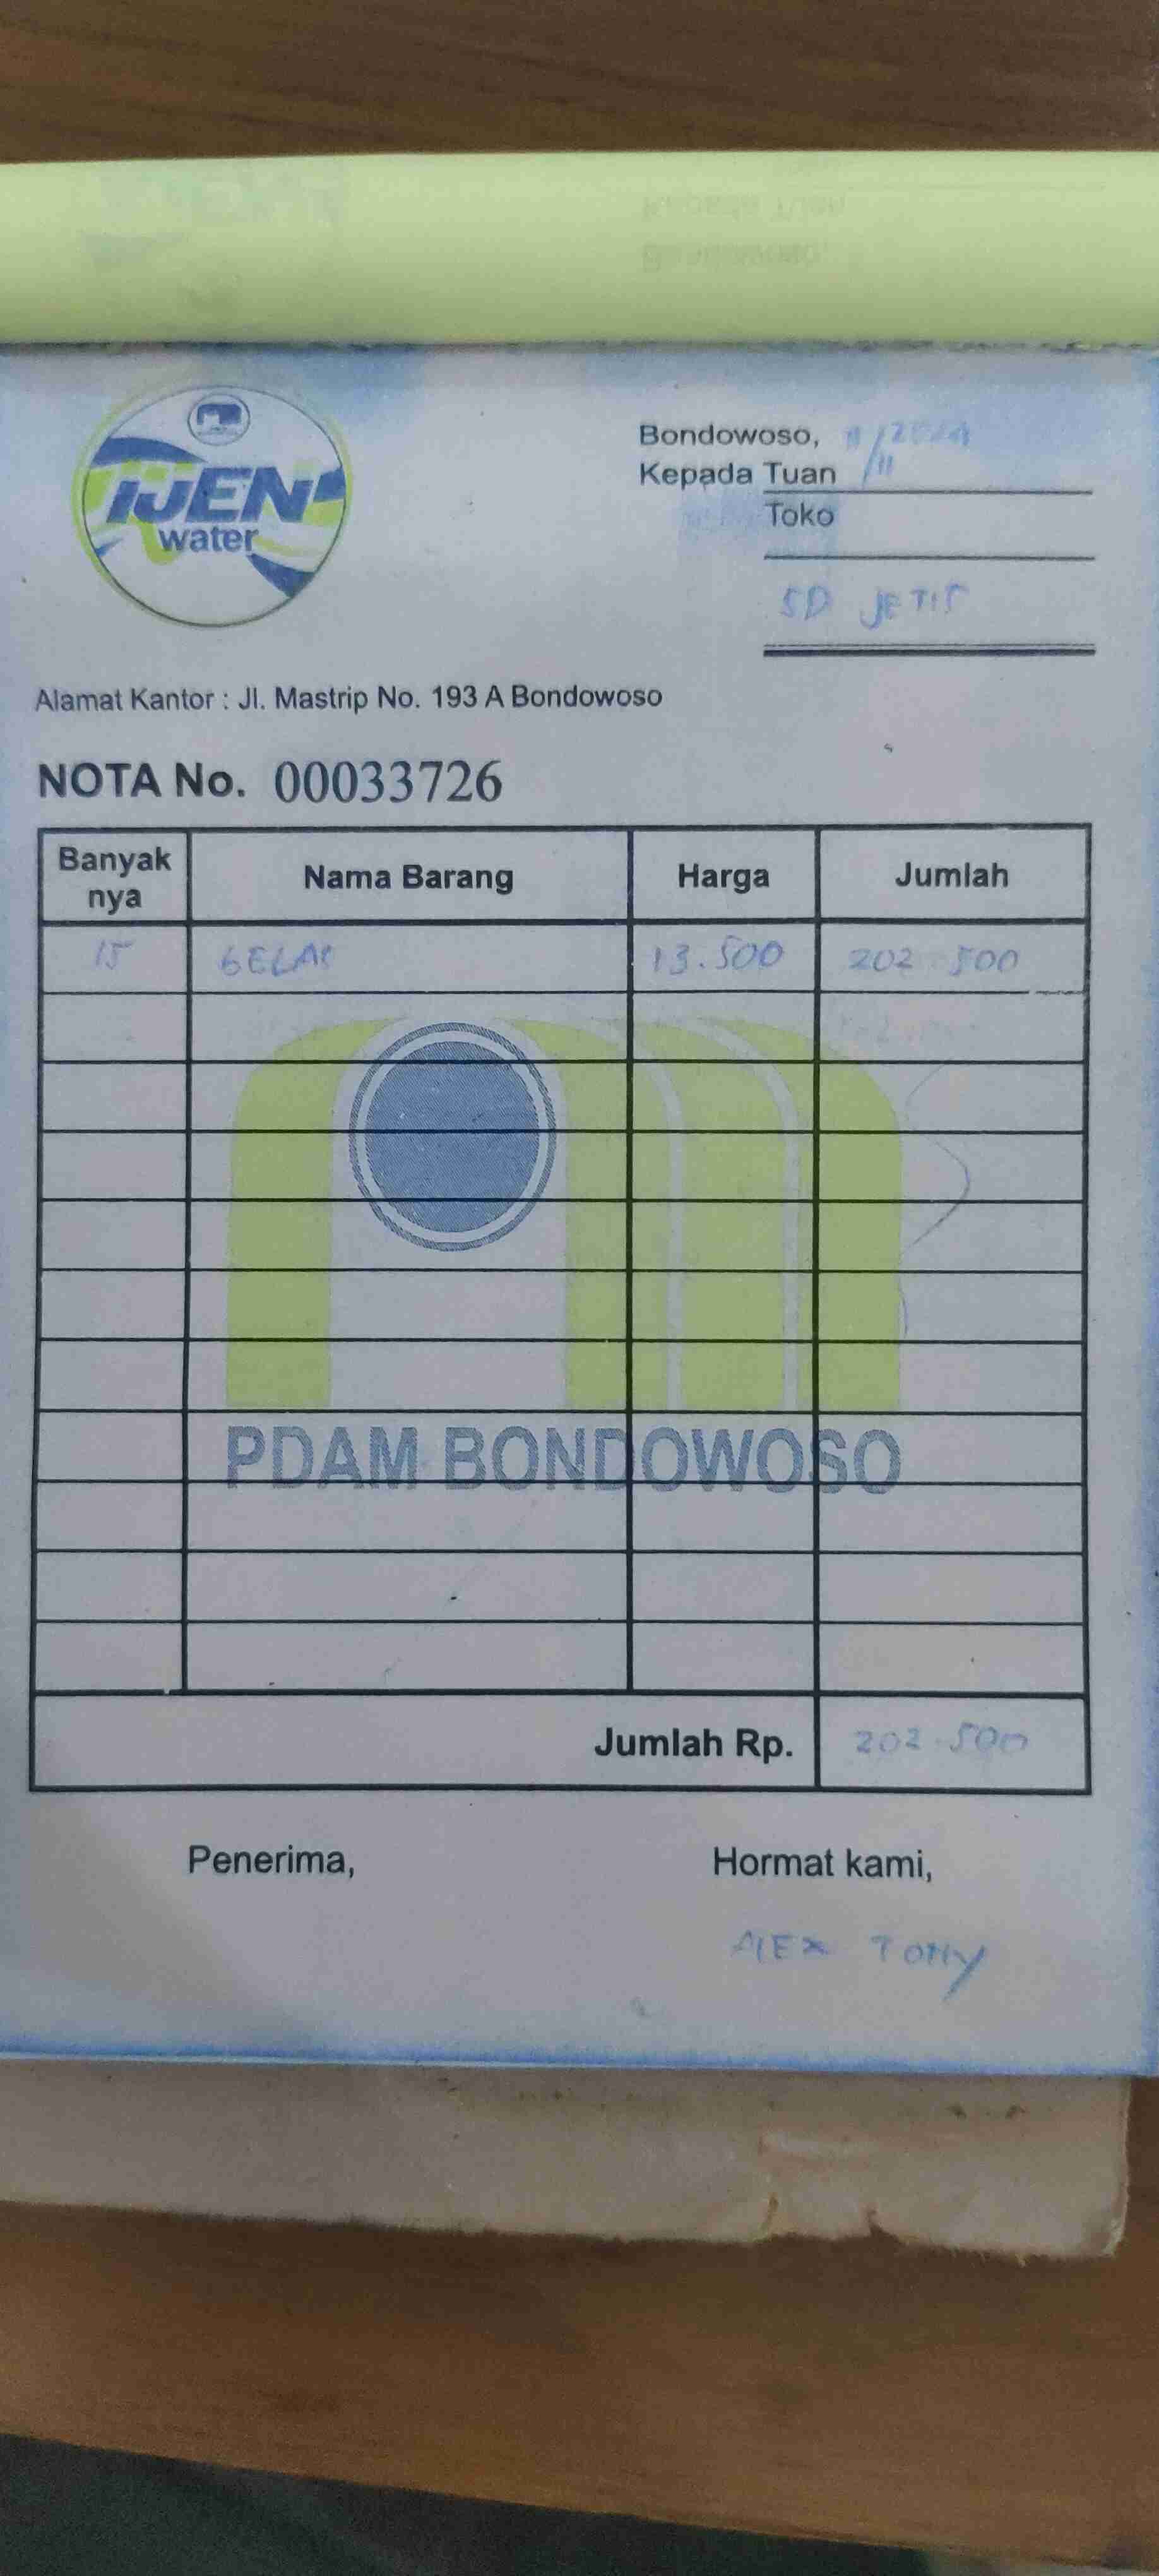 IJEN
water
Bondowoso, 11/11/2024
Kepada Tuan
Toko
SD JETIS
Alamat Kantor : Jl. Mastrip No. 193 A Bondowoso
NOTA No. 00033726
Banyak nya Nama Barang Harga Jumlah
15 GELAS 13.500 202.500
PDAM BONDOWOSO
Jumlah Rp. 202.500
Penerima, Hormat kami,
ALEX TONY